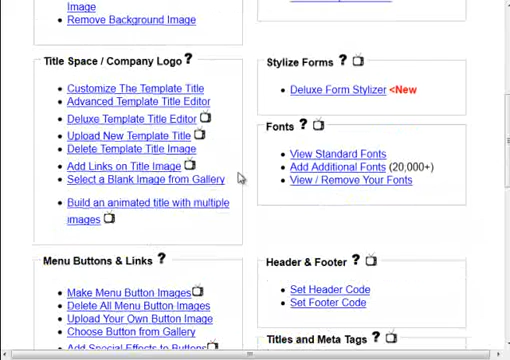 Image
Remove Background Image
Title Space / Company Logo ?
Customize The Template Title
Advanced Template Title Editor
Deluxe Template Title Editor
Upload New Template Title
Delete Template Title Image
Add Links on Title Image
Select a Blank Image from Gallery
Build an animated title with multiple
images
Menu Buttons & Links ?
Make Menu Button Images
Delete All Menu Button Images
Upload Your Own Button Image
Choose Button from Gallery
Add Special Effects to Buttons
Stylize Forms ?
Deluxe Form Stylizer <New
Fonts ?
View Standard Fonts
Add Additional Fonts (20,000+)
View / Remove Your Fonts
Header & Footer ?
Set Header Code
Set Footer Code
Titles and Meta Tags ?